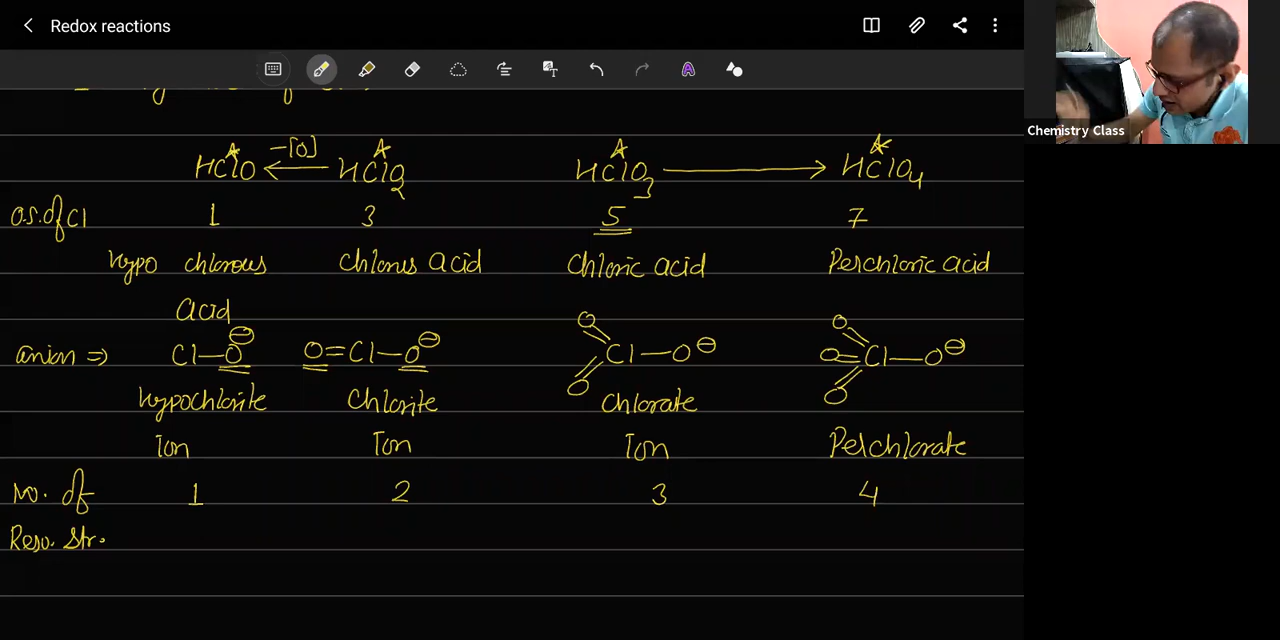 Redox reactions
Chemistry Class
HClO ←−[O] HClO2 HClO3 → HClO4
O.S. of Cl 1 3 5 7
Hypo chlorous Chlorus acid Chloric acid Perchloric acid
acid
anion ⇒ Cl—O⊖ O=Cl—O⊖ O=Cl(=O)—O⊖ O=Cl(=O)(=O)—O⊖
Hypochlorite Chlorite Chlorate Perchlorate
Ion Ion Ion
No. of 1 2 3 4
Reso. Str.